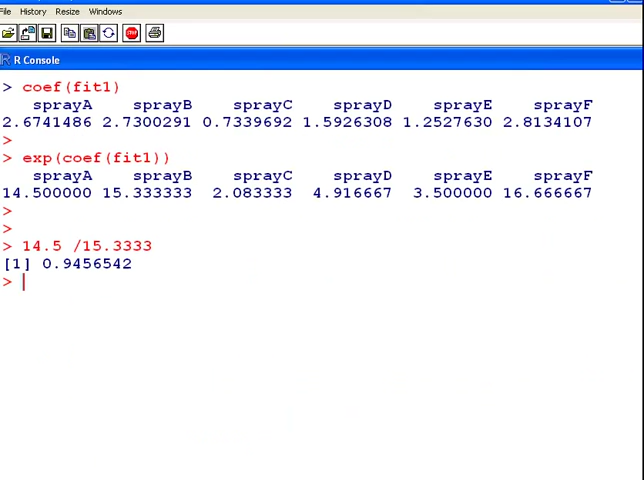 File History Resize Windows
R Console
> coef(fit1)
sprayA sprayB sprayC sprayD sprayE sprayF
2.6741486 2.7300291 0.7339692 1.5926308 1.2527630 2.8134107
>
> exp(coef(fit1))
sprayA sprayB sprayC sprayD sprayE sprayF
14.500000 15.333333 2.083333 4.916667 3.500000 16.666667
>
>
> 14.5 /15.3333
[1] 0.9456542
>